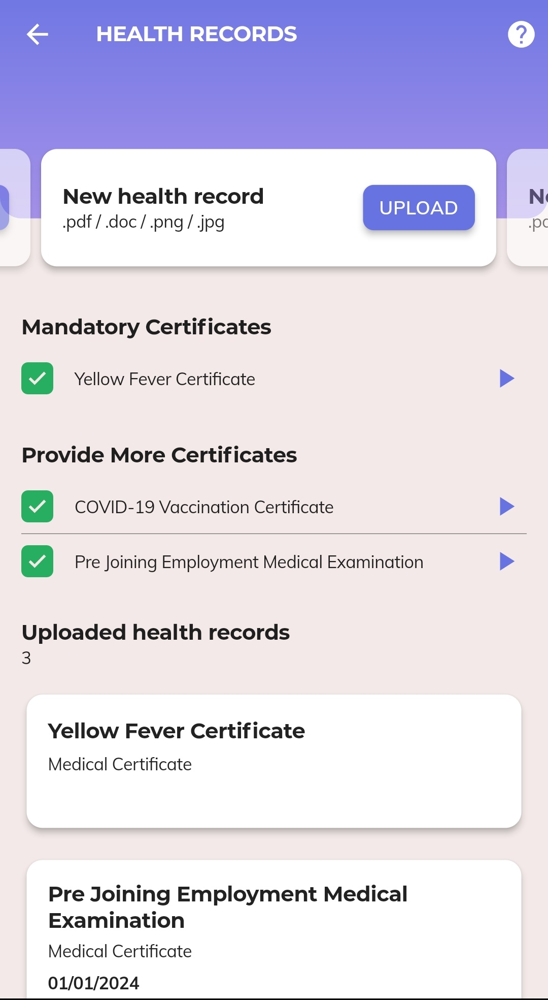 HEALTH RECORDS
New health record
.pdf / .doc / .png / .jpg
UPLOAD
Mandatory Certificates
Yellow Fever Certificate
Provide More Certificates
COVID-19 Vaccination Certificate
Pre Joining Employment Medical Examination
Uploaded health records
3
Yellow Fever Certificate
Medical Certificate
Pre Joining Employment Medical
Examination
Medical Certificate
01/01/2024